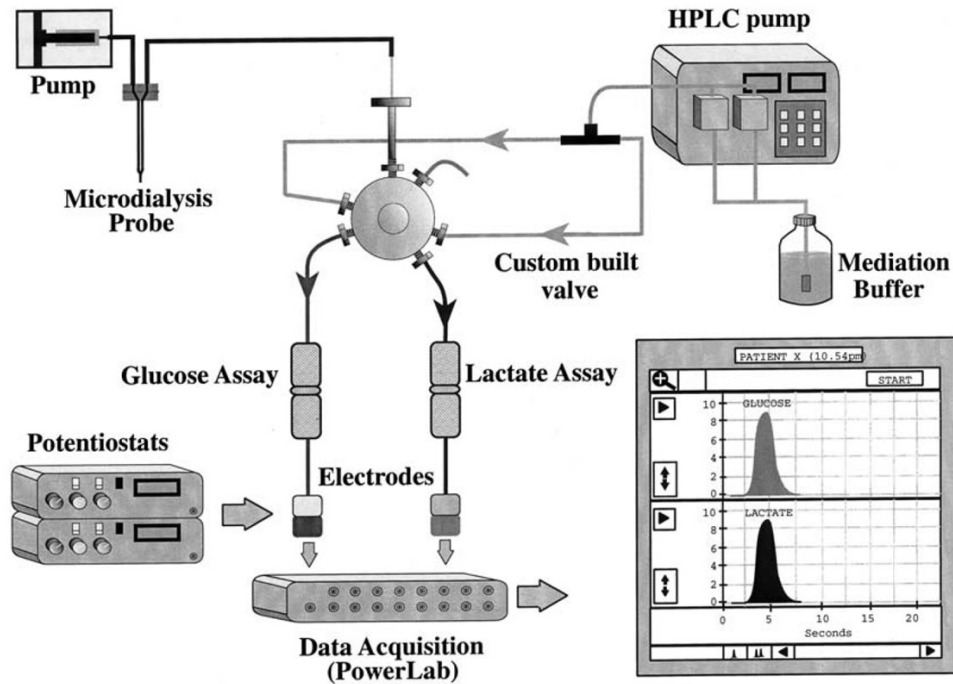 HPLC pump
Pump
Microdialysis
Probe
Custom built
valve
Mediation
Buffer
Glucose Assay
Lactate Assay
Potentiostats
Electrodes
Data Acquisition
(PowerLab)
PATIENT X (10.54pm)
START
GLUCOSE
10
8
6
4
2
0
LACTATE
10
8
6
4
2
0
0 5 10 15 20
Seconds